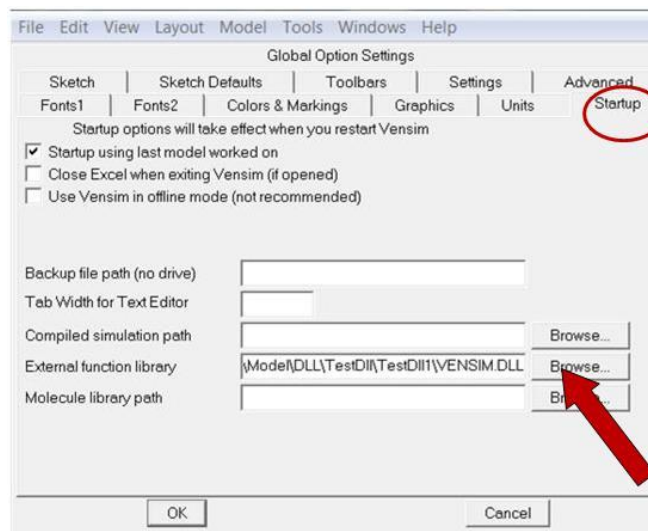 File Edit View Layout Model Tools Windows Help
Global Option Settings
Sketch Sketch Defaults Toolbars Settings Advanced
Fonts1 Fonts2 Colors & Markings Graphics Units Startup
Startup options will take effect when you restart Vensim
Startup using last model worked on
Close Excel when exiting Vensim (if opened)
Use Vensim in offline mode (not recommended)
Backup file path (no drive)
Tab Width for Text Editor
Compiled simulation path Browse...
External function library \Model\DLL\TestDll\TestDll1\VENSIM.DLL Browse...
Molecule library path
OK Cancel